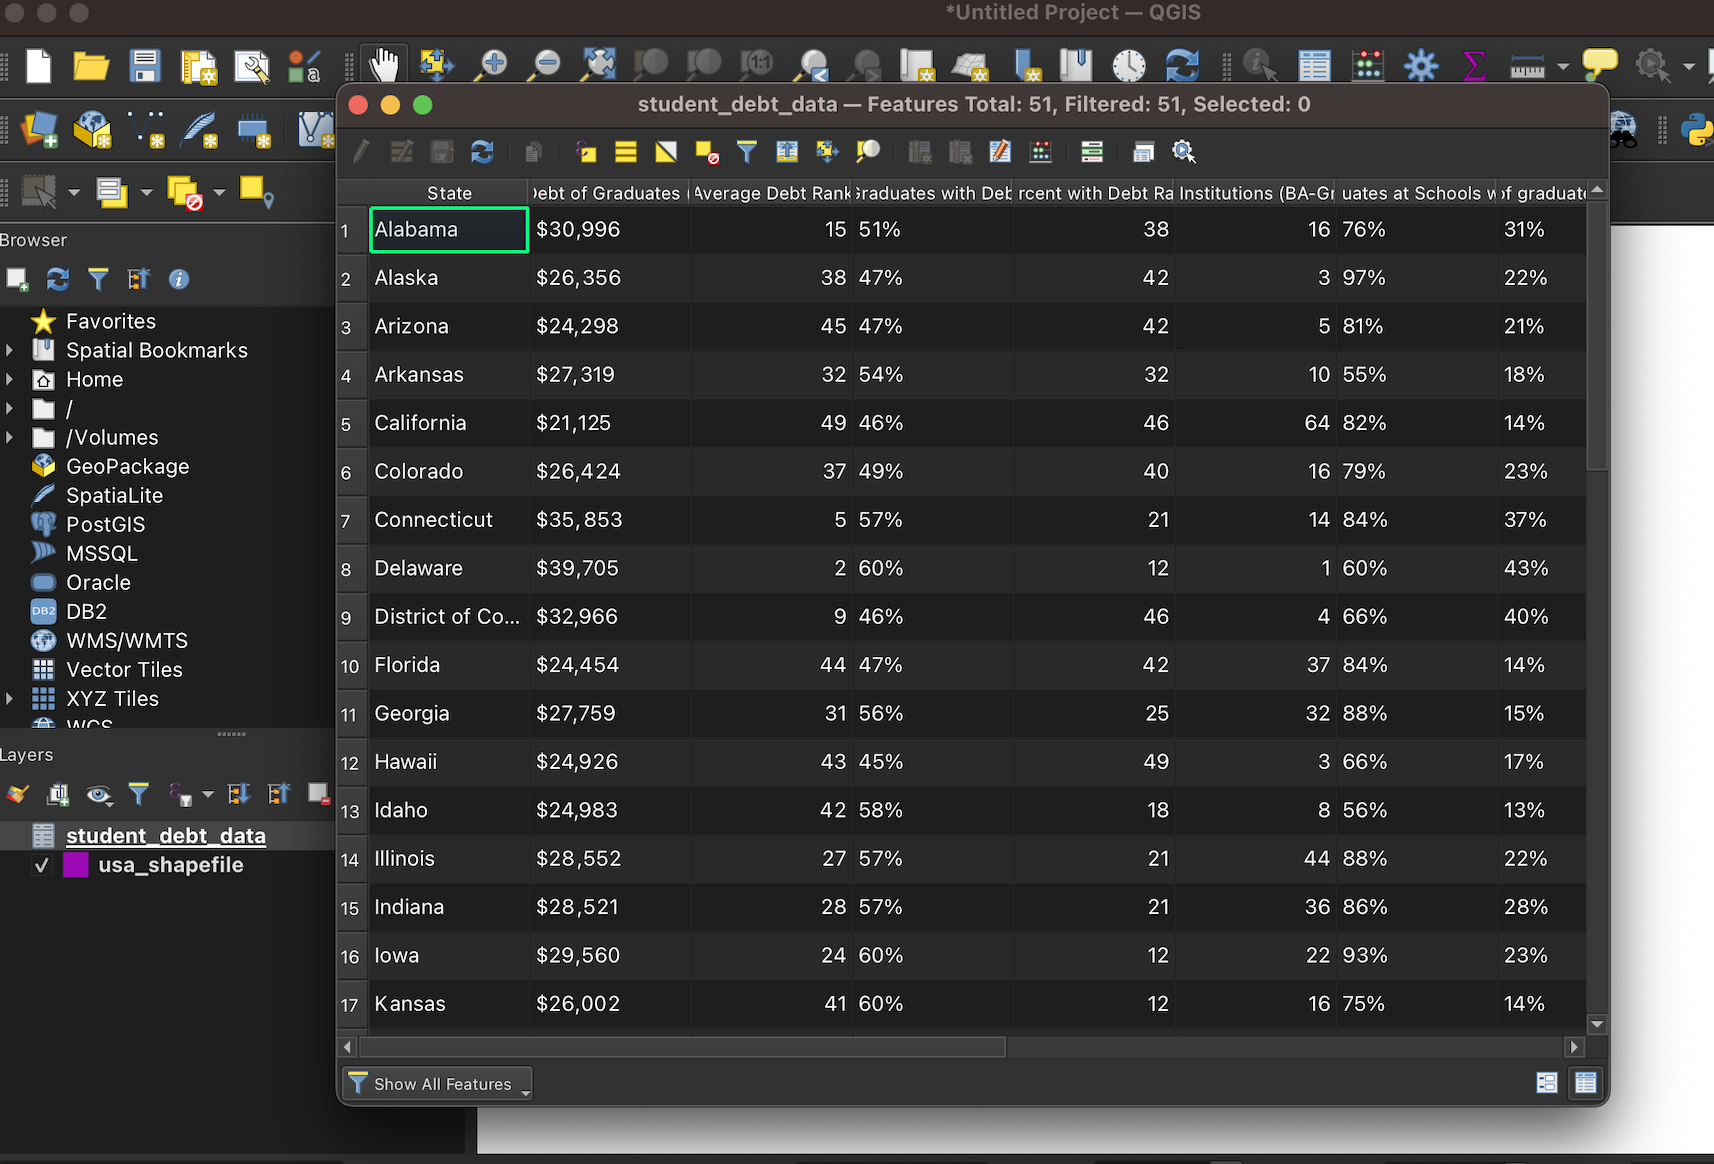 *Untitled Project — QGIS
1:1
a
student_debt_data — Features Total: 51, Filtered: 51, Selected: 0
Browser
Favorites
Spatial Bookmarks
Home
/
/Volumes
GeoPackage
SpatiaLite
PostGIS
MSSQL
Oracle
DB2 DB2
WMS/WMTS
Vector Tiles
XYZ Tiles
WCS
Layers
student_debt_data
usa_shapefile
State Debt of Graduates ( Average Debt Rank Graduates with Deb rcent with Debt Ra Institutions (BA-Gr uates at Schools w of graduate
1 Alabama $30,996 15 51% 38 16 76% 31%
2 Alaska $26,356 38 47% 42 3 97% 22%
3 Arizona $24,298 45 47% 42 5 81% 21%
4 Arkansas $27,319 32 54% 32 10 55% 18%
5 California $21,125 49 46% 46 64 82% 14%
6 Colorado $26,424 37 49% 40 16 79% 23%
7 Connecticut $35,853 5 57% 21 14 84% 37%
8 Delaware $39,705 2 60% 12 1 60% 43%
9 District of Co... $32,966 9 46% 46 4 66% 40%
10 Florida $24,454 44 47% 42 37 84% 14%
11 Georgia $27,759 31 56% 25 32 88% 15%
12 Hawaii $24,926 43 45% 49 3 66% 17%
13 Idaho $24,983 42 58% 18 8 56% 13%
14 Illinois $28,552 27 57% 21 44 88% 22%
15 Indiana $28,521 28 57% 21 36 86% 28%
16 Iowa $29,560 24 60% 12 22 93% 23%
17 Kansas $26,002 41 60% 12 16 75% 14%
Show All Features